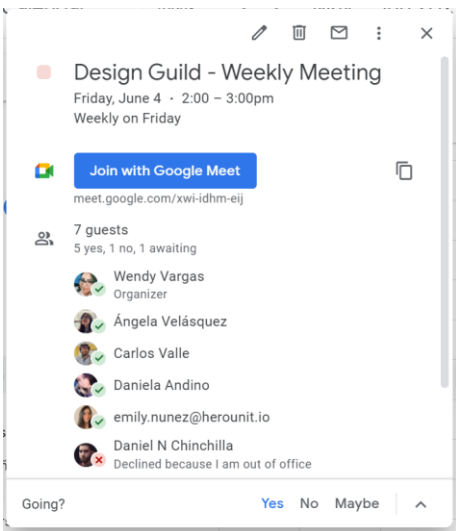 Design Guild - Weekly Meeting
Friday, June 4 · 2:00 – 3:00pm
Weekly on Friday
Join with Google Meet
meet.google.com/xwi-idhm-eij
7 guests
5 yes, 1 no, 1 awaiting
Wendy Vargas
Organizer
Ángela Velásquez
Carlos Valle
Daniela Andino
emily.nunez@herounit.io
Daniel N Chinchilla
Declined because I am out of office
Going?
Yes No Maybe